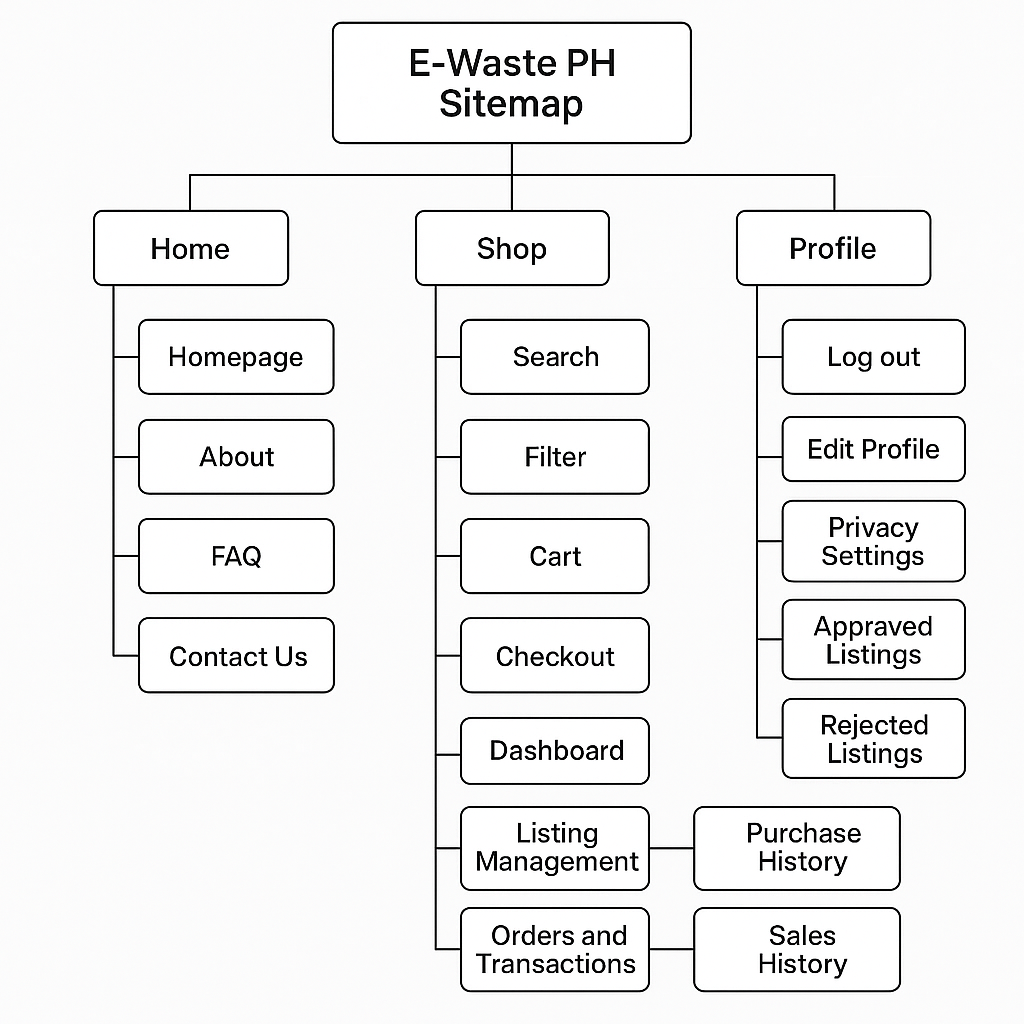 E-Waste PH
Sitemap
Home
Homepage
About
FAQ
Contact Us
Shop
Search
Filter
Cart
Checkout
Dashboard
Listing
Management
Purchase
History
Orders and
Transactions
Sales
History
Profile
Log out
Edit Profile
Privacy
Settings
Appraved
Listings
Rejected
Listings